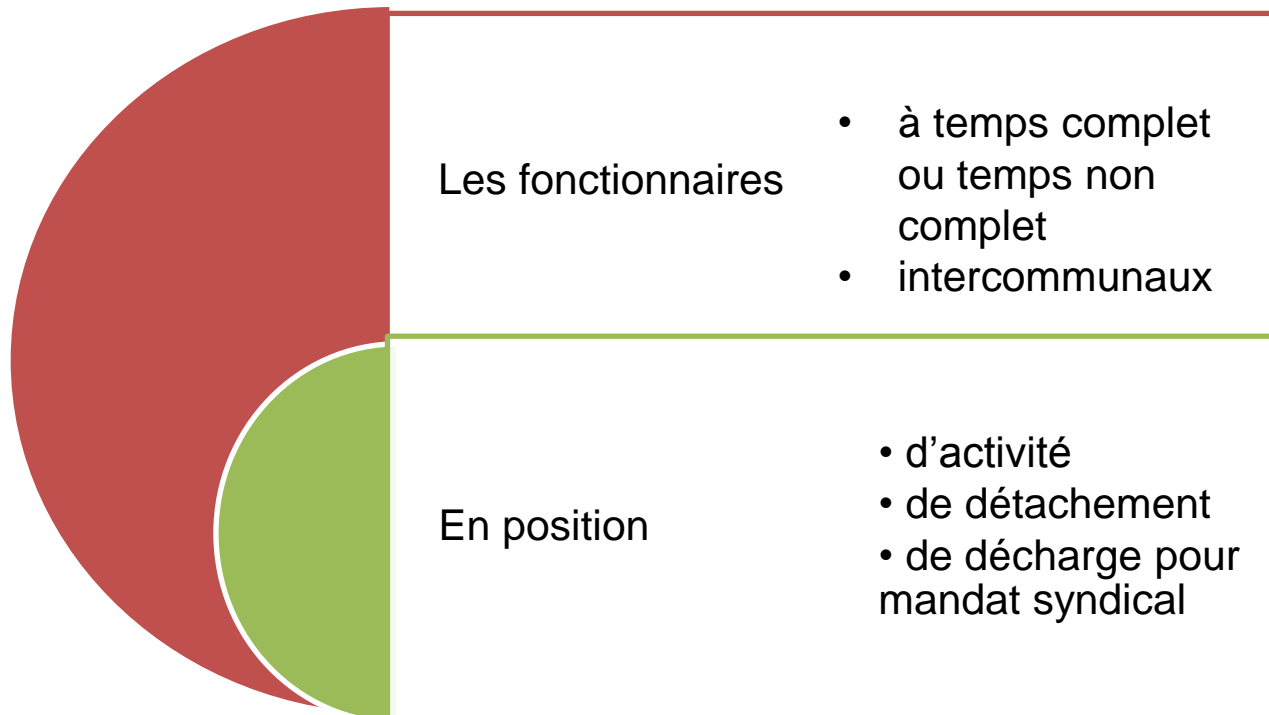 Les fonctionnaires
• à temps complet
ou temps non
complet
• intercommunaux
En position
• d’activité
• de détachement
• de décharge pour
mandat syndical